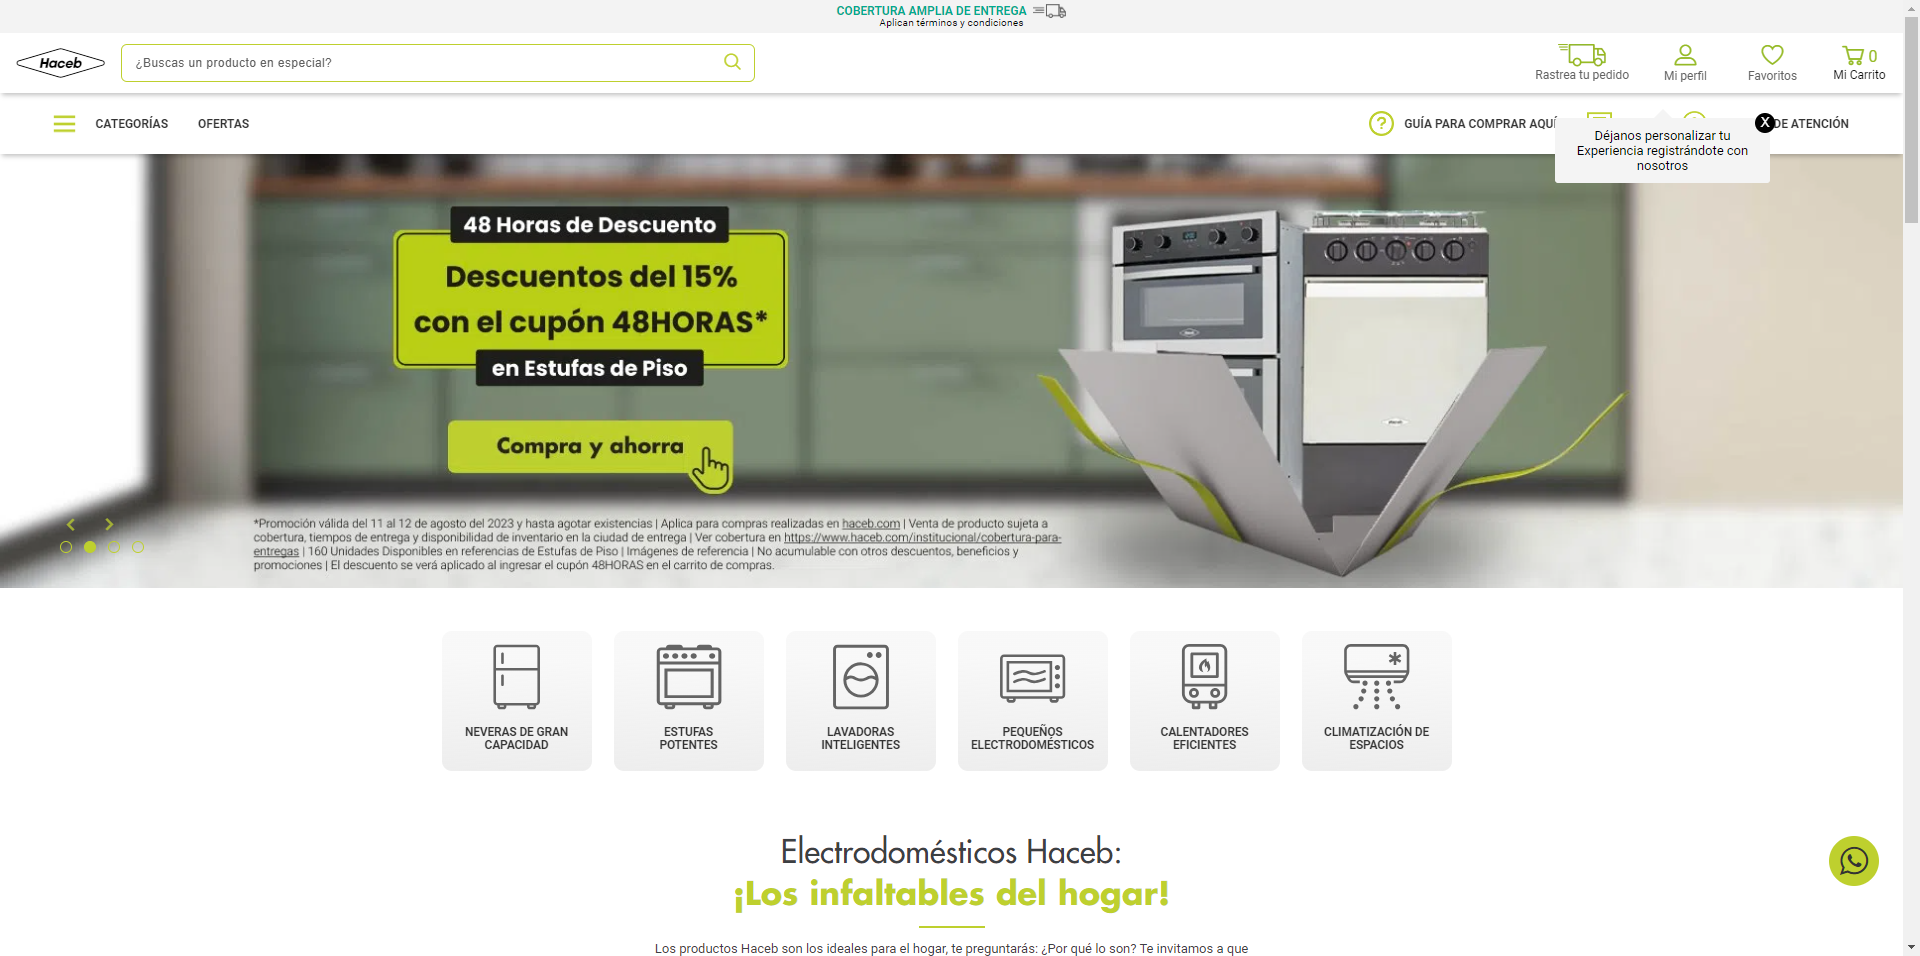 COBERTURA AMPLIA DE ENTREGA
Aplican términos y condiciones
Haceb
¿Buscas un producto en especial?
Rastrea tu pedido
Mi perfil
Favoritos
0
Mi Carrito
CATEGORÍAS
OFERTAS
GUÍA PARA COMPRAR AQUÍ
DE ATENCIÓN
X
Déjanos personalizar tu
Experiencia registrándote con
nosotros
48 Horas de Descuento
Descuentos del 15%
con el cupón 48HORAS*
en Estufas de Piso
Compra y ahorra
*Promoción válida del 11 al 12 de agosto del 2023 y hasta agotar existencias | Aplica para compras realizadas en haceb.com | Venta de producto sujeta a
cobertura, tiempos de entrega y disponibilidad de inventario en la ciudad de entrega | Ver cobertura en https://www.haceb.com/institucional/cobertura-para-
entregas | 160 Unidades Disponibles en referencias de Estufas de Piso | Imágenes de referencia | No acumulable con otros descuentos, beneficios y
promociones | El descuento se verá aplicado al ingresar el cupón 48HORAS en el carrito de compras.
NEVERAS DE GRAN
CAPACIDAD
ESTUFAS
POTENTES
LAVADORAS
INTELIGENTES
PEQUEÑOS
ELECTRODOMÉSTICOS
CALENTADORES
EFICIENTES
CLIMATIZACIÓN DE
ESPACIOS
Electrodomésticos Haceb:
¡Los infaltables del hogar!
Los productos Haceb son los ideales para el hogar, te preguntarás: ¿Por qué lo son? Te invitamos a que